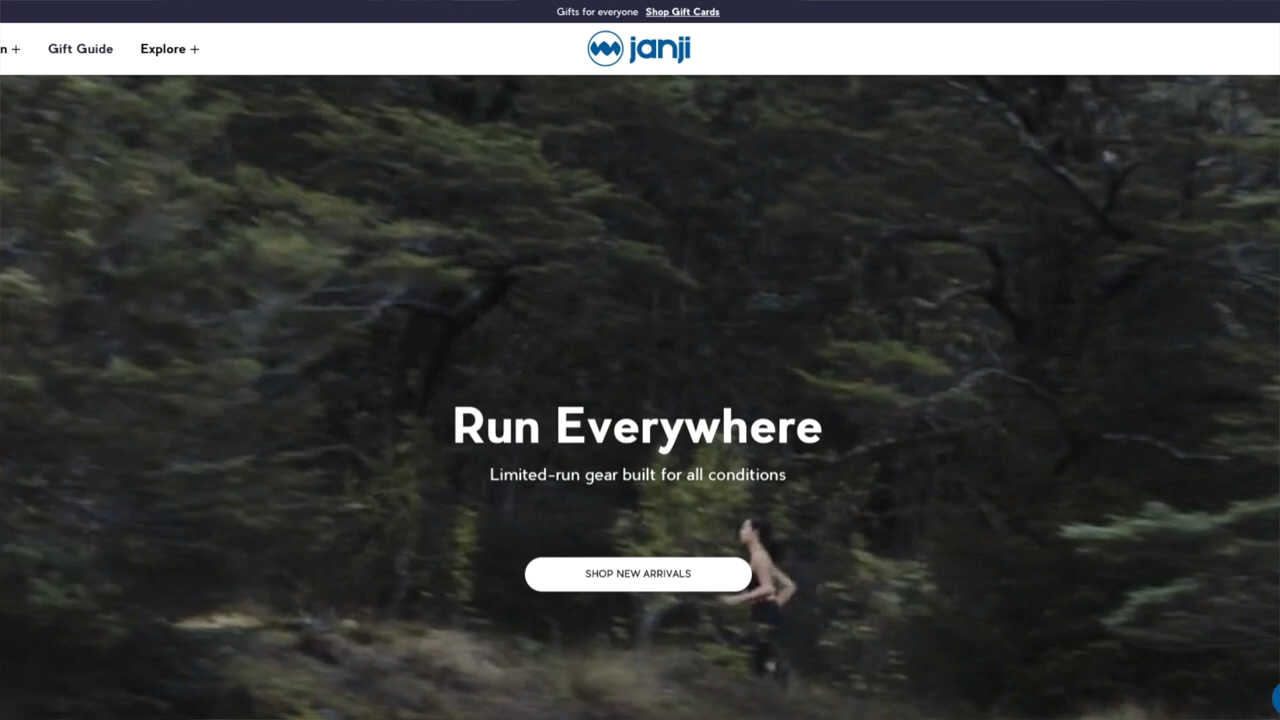 Gifts for everyone Shop Gift Cards
n + Gift Guide Explore + janji
Run Everywhere
Limited-run gear built for all conditions
SHOP NEW ARRIVALS